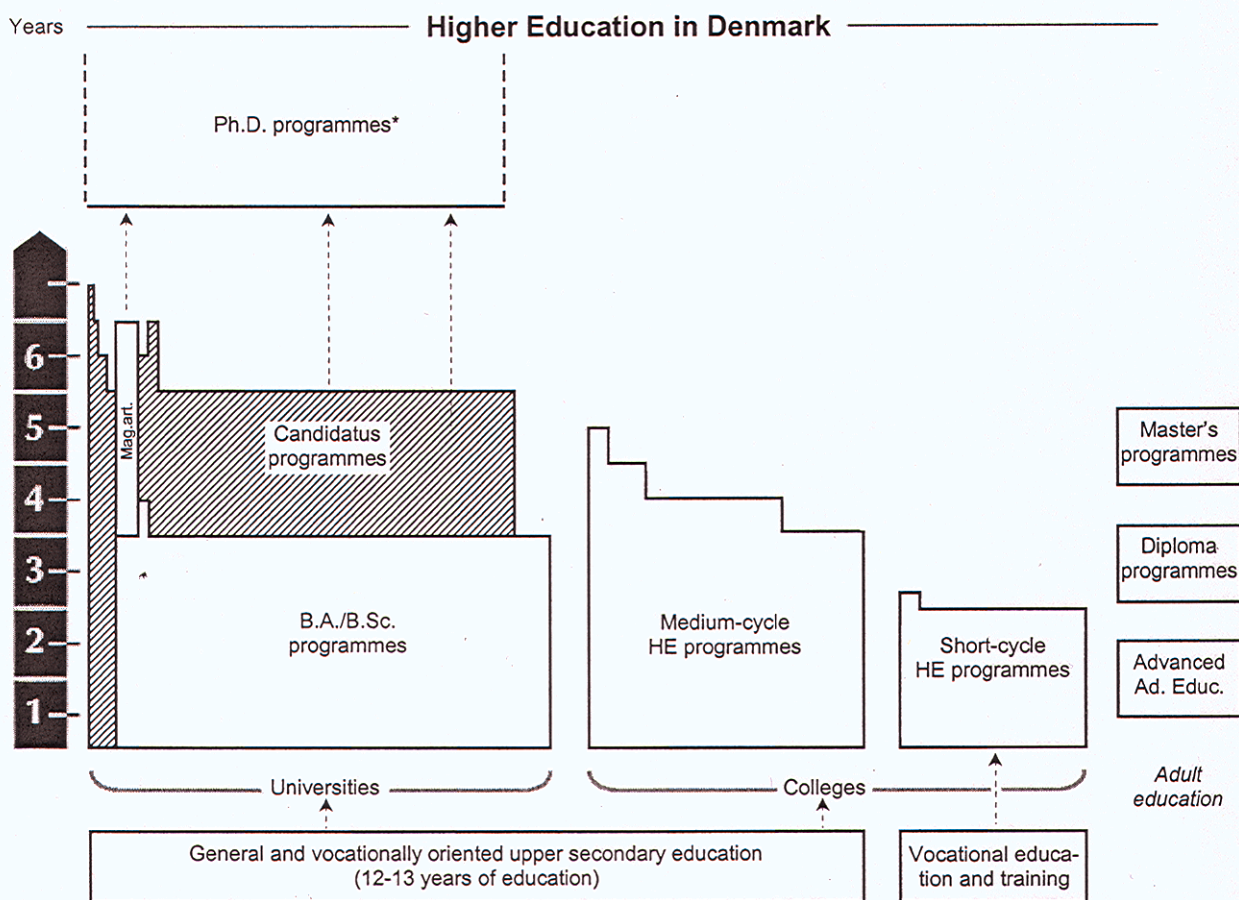 Years
Higher Education in Denmark
Ph.D. programmes*
6
5
4
3
2
1
Mag.art.
Candidatus
programmes
B.A./B.Sc.
programmes
Medium-cycle
HE programmes
Short-cycle
HE programmes
Master's
programmes
Diploma
programmes
Advanced
Ad. Educ.
Universities
Colleges
Adult
education
General and vocationally oriented upper secondary education
(12-13 years of education)
Vocational educa-
tion and training